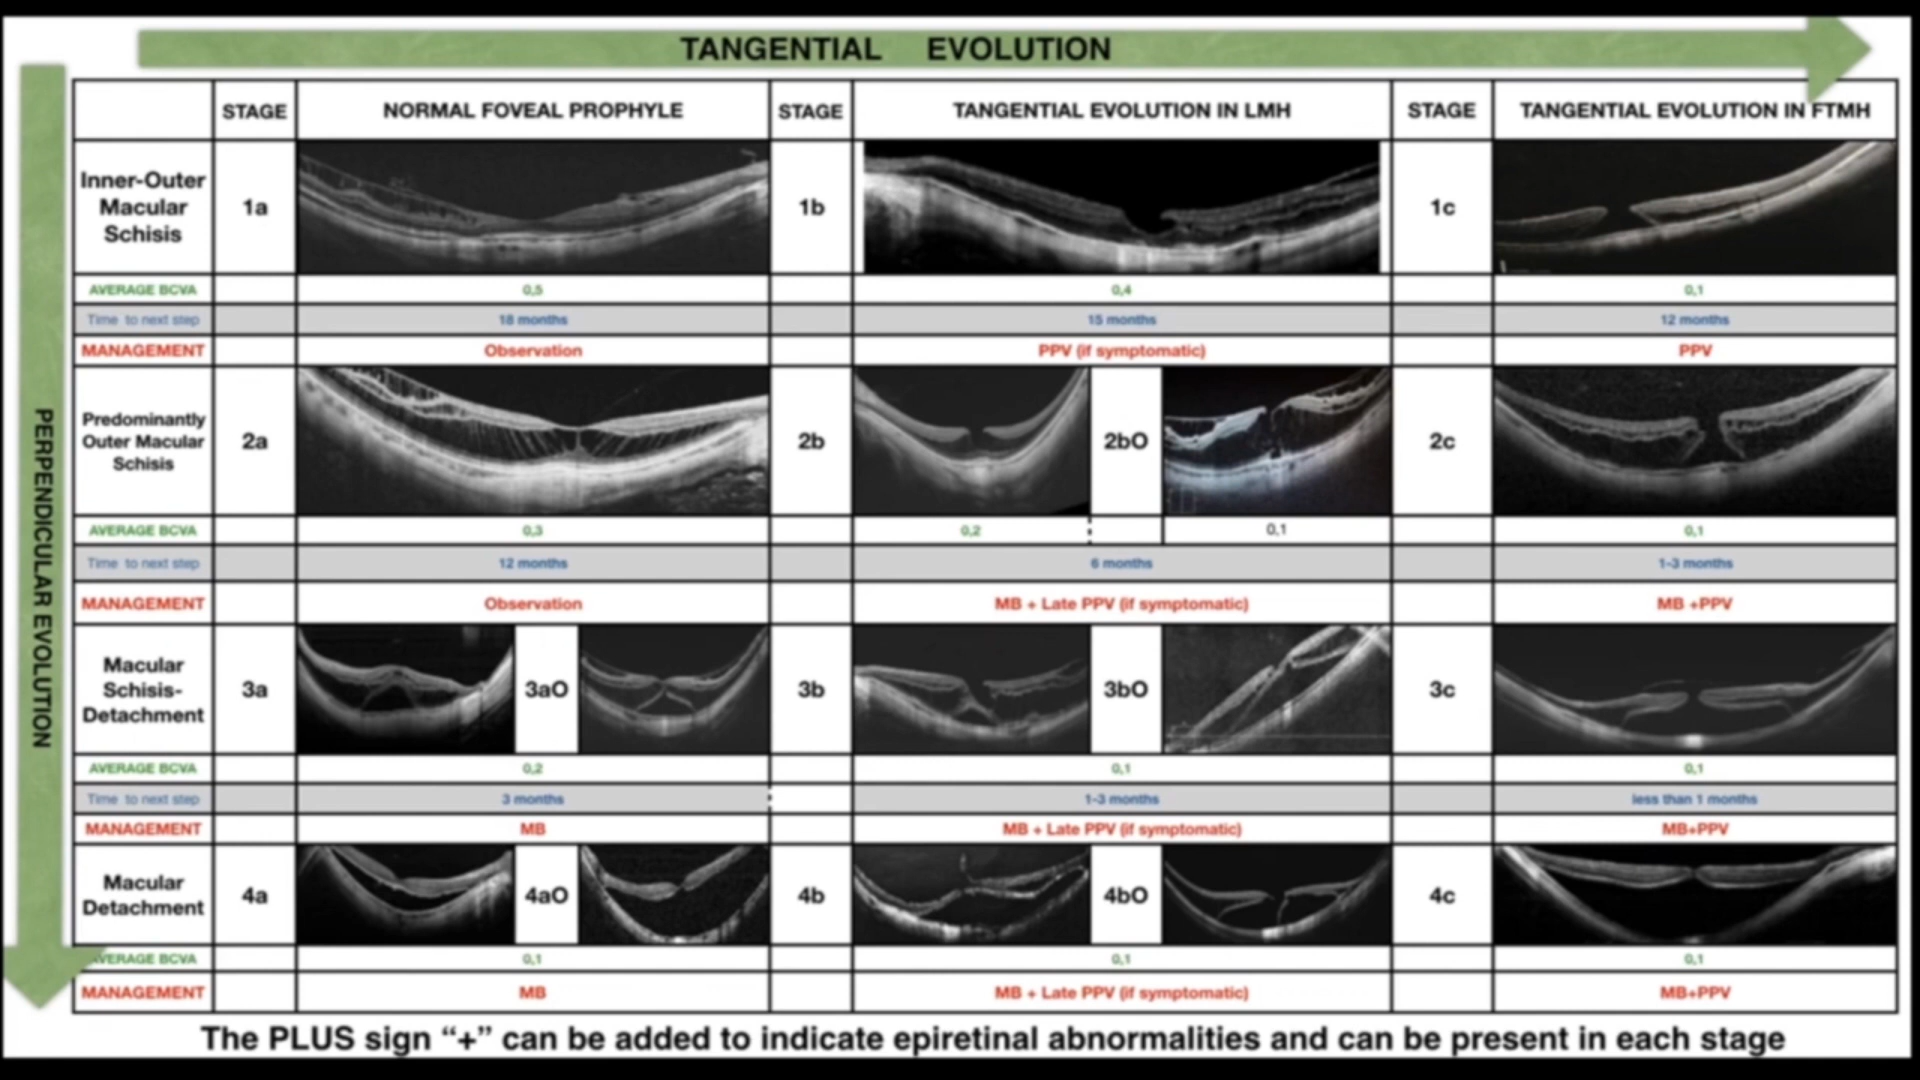 TANGENTIAL EVOLUTION
PERPENDICULAR EVOLUTION
STAGE NORMAL FOVEAL PROPHYLE STAGE TANGENTIAL EVOLUTION IN LMH STAGE TANGENTIAL EVOLUTION IN FTMH
Inner-Outer
Macular
Schisis
1a 1b 1c
AVERAGE BCVA 0,5 0,4 0,1
Time to next step 18 months 15 months 12 months
MANAGEMENT Observation PPV (if symptomatic) PPV
Predominantly
Outer Macular
Schisis
2a 2b 2bO 2c
AVERAGE BCVA 0,3 0,2 0,1 0,1
Time to next step 12 months 6 months 1-3 months
MANAGEMENT Observation MB + Late PPV (if symptomatic) MB +PPV
Macular
Schisis-
Detachment
3a 3aO 3b 3bO 3c
AVERAGE BCVA 0,2 0,1 0,1
Time to next step 3 months 1-3 months less than 1 months
MANAGEMENT MB MB + Late PPV (if symptomatic) MB+PPV
Macular
Detachment
4a 4aO 4b 4bO 4c
AVERAGE BCVA 0,1 0,1 0,1
MANAGEMENT MB MB + Late PPV (if symptomatic) MB+PPV
The PLUS sign “+” can be added to indicate epiretinal abnormalities and can be present in each stage